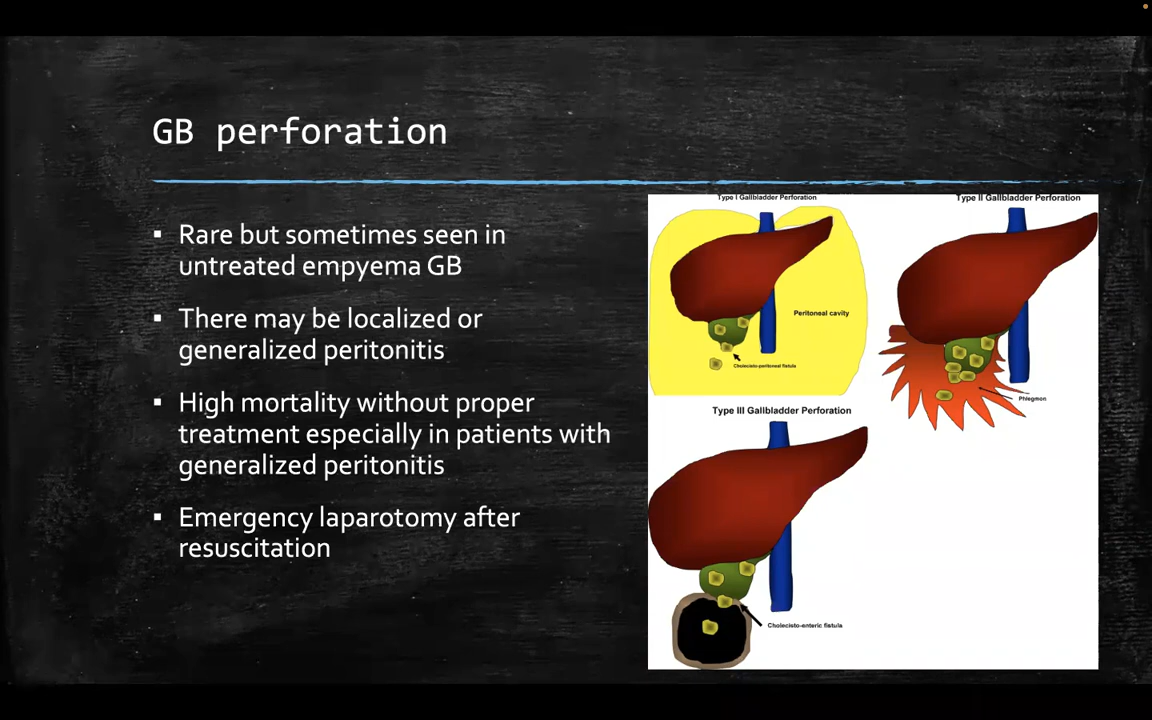 GB perforation
▪ Rare but sometimes seen in
untreated empyema GB
▪ There may be localized or
generalized peritonitis
▪ High mortality without proper
treatment especially in patients with
generalized peritonitis
▪ Emergency laparotomy after
resuscitation
Type I Gallbladder Perforation
Peritoneal cavity
Cholecisto-peritoneal fistula
Type II Gallbladder Perforation
Phlegmon
Type III Gallbladder Perforation
Cholecisto-enteric fistula